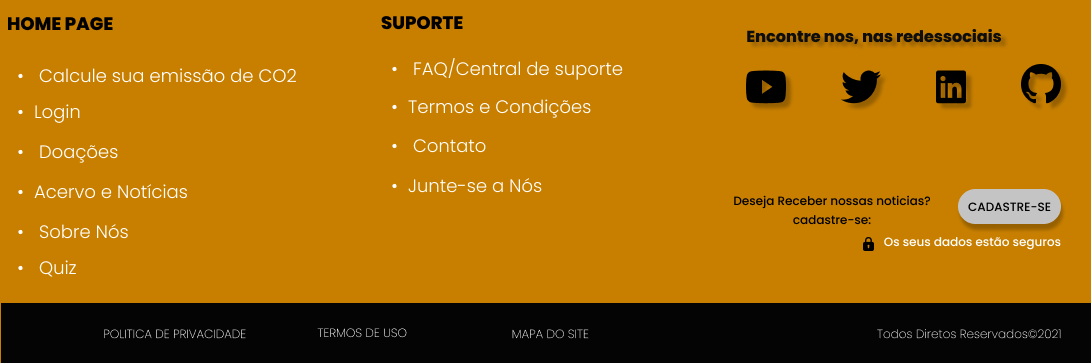 HOME PAGE
• Calcule sua emissão de CO2
• Login
• Doações
• Acervo e Notícias
• Sobre Nós
• Quiz
SUPORTE
• FAQ/Central de suporte
• Termos e Condições
• Contato
• Junte-se a Nós
Encontre nos, nas redessociais
in
Deseja Receber nossas noticias?
cadastre-se:
CADASTRE-SE
Os seus dados estão seguros
POLITICA DE PRIVACIDADE
TERMOS DE USO
MAPA DO SITE
Todos Diretos Reservados©2021